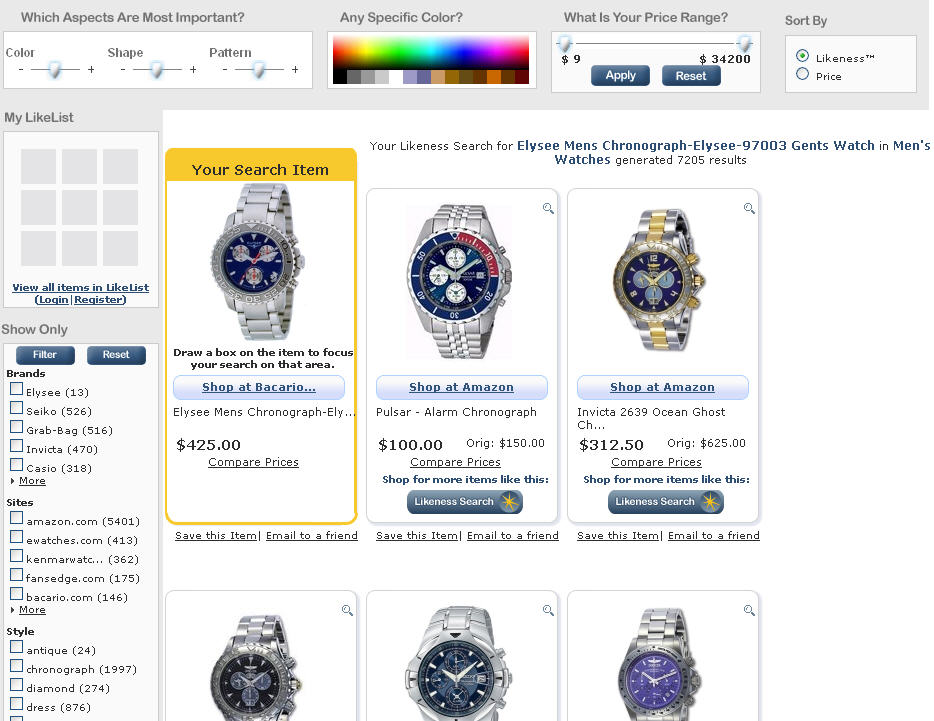 Which Aspects Are Most Important?
Any Specific Color?
What Is Your Price Range?
Sort By
Color
Shape
Pattern
- +
- +
- +
$ 9
$ 34200
Apply
Reset
Likeness™
Price
My LikeList
View all items in LikeList
(Login|Register)
Show Only
Filter
Reset
Brands
Elysee (13)
Seiko (526)
Grab-Bag (516)
Invicta (470)
Casio (318)
More
Sites
amazon.com (5401)
ewatches.com (413)
kenmarwatc... (362)
fansedge.com (175)
bacario.com (146)
More
Style
antique (24)
chronograph (1997)
diamond (274)
dress (876)
Your Likeness Search for Elysee Mens Chronograph-Elysee-97003 Gents Watch in Men's
Watches generated 7205 results
Your Search Item
Draw a box on the item to focus
your search on that area.
Shop at Bacario...
Elysee Mens Chronograph-Ely...
$425.00
Compare Prices
Save this Item| Email to a friend
Shop at Amazon
Pulsar - Alarm Chronograph
$100.00 Orig: $150.00
Compare Prices
Shop for more items like this:
Likeness Search
Save this Item| Email to a friend
Shop at Amazon
Invicta 2639 Ocean Ghost
Ch...
$312.50 Orig: $625.00
Compare Prices
Shop for more items like this:
Likeness Search
Save this Item| Email to a friend